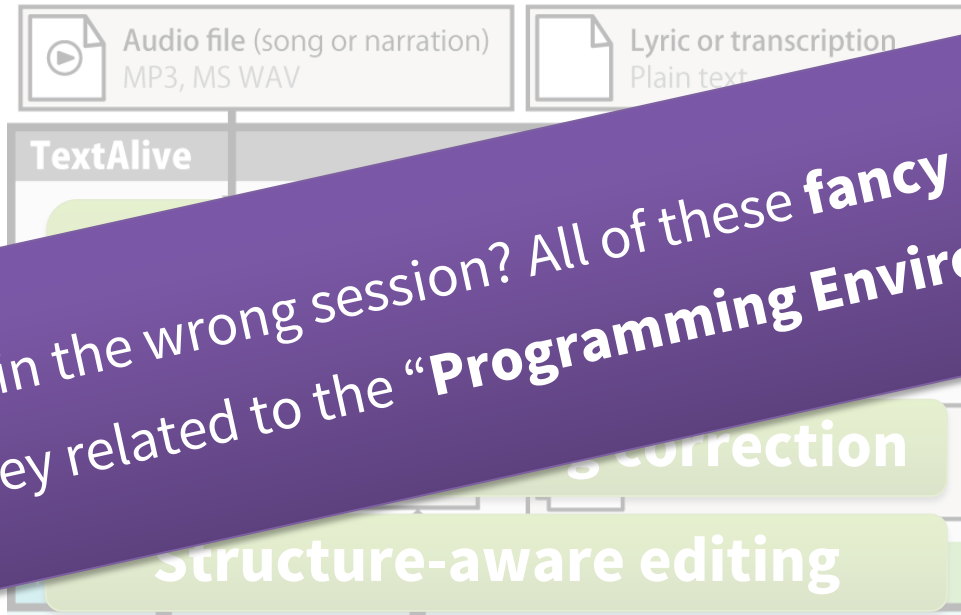 Audio file (song or narration)
MP3, MS WAV
Lyric or transcription
Plain text
TextAlive
in the wrong session? All of these fancy
ey related to the “Programming Enviro
g correction
Structure-aware editing